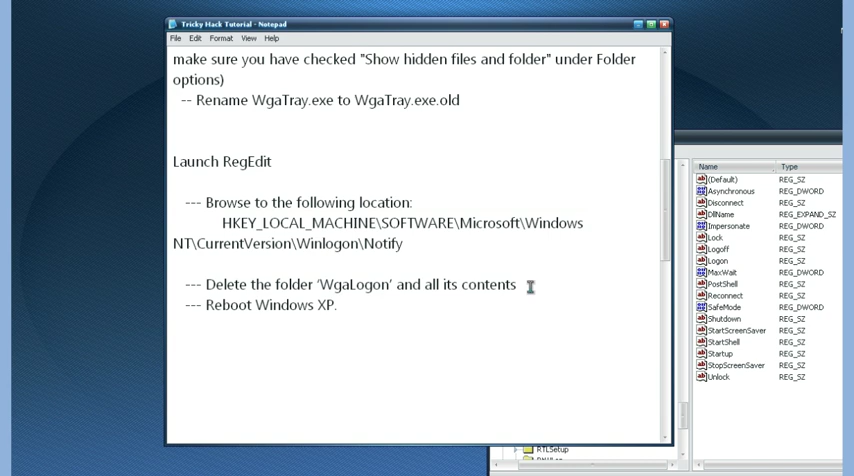 Tricky Hack Tutorial - Notepad
File Edit Format View Help
make sure you have checked "Show hidden files and folder" under Folder
options)
-- Rename WgaTray.exe to WgaTray.exe.old
Launch RegEdit
--- Browse to the following location:
HKEY_LOCAL_MACHINE\SOFTWARE\Microsoft\Windows
NT\CurrentVersion\Winlogon\Notify
--- Delete the folder ‘WgaLogon’ and all its contents
--- Reboot Windows XP.
Name Type
(Default) REG_SZ
Asynchronous REG_DWORD
Disconnect REG_SZ
DllName REG_EXPAND_SZ
Impersonate REG_DWORD
Lock REG_SZ
Logoff REG_SZ
Logon REG_SZ
MaxWait REG_DWORD
PostShell REG_SZ
Reconnect REG_SZ
SafeMode REG_DWORD
Shutdown REG_SZ
StartScreenSaver REG_SZ
StartShell REG_SZ
Startup REG_SZ
StopScreenSaver REG_SZ
Unlock REG_SZ
RTLSetup